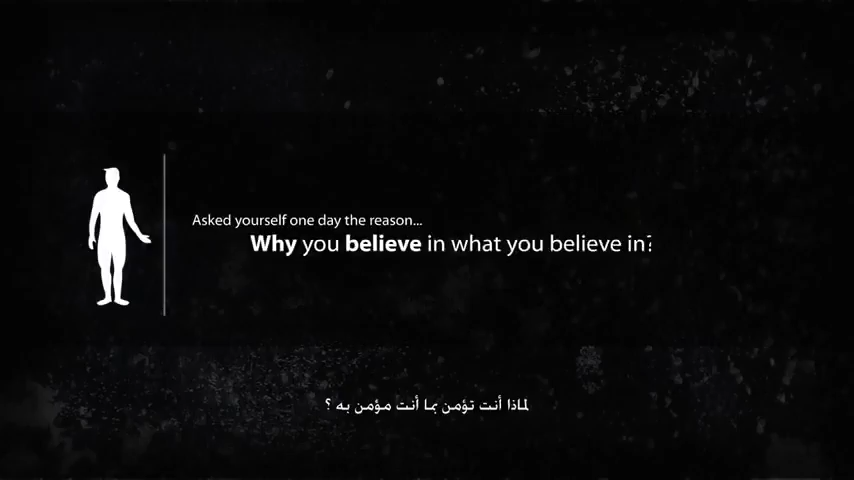 Asked yourself one day the reason...
Why you believe in what you believe in?
لماذا أنت تؤمن بما أنت مؤمن به ؟